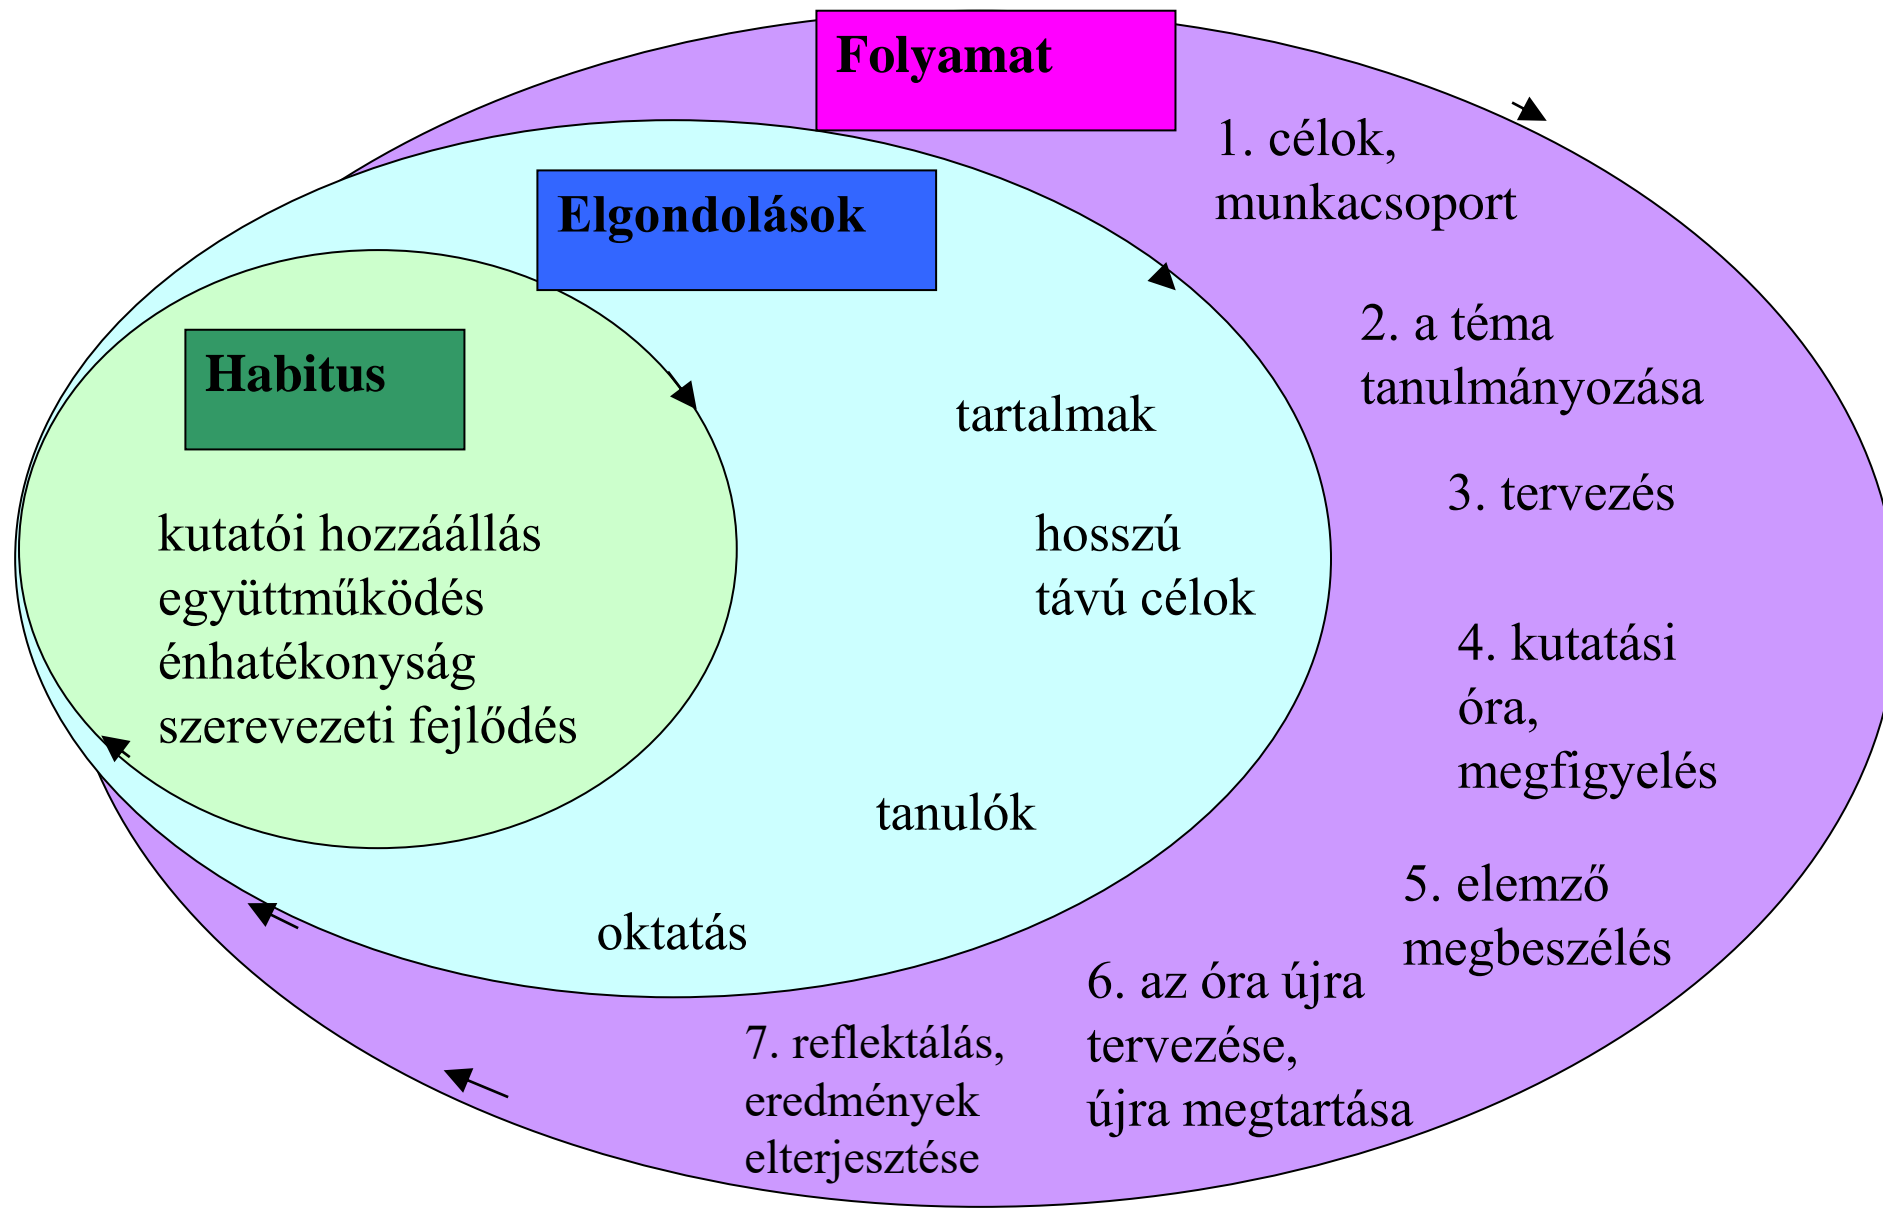 Folyamat
1. célok,
munkacsoport
2. a téma
tanulmányozása
3. tervezés
4. kutatási
óra,
megfigyelés
5. elemző
megbeszélés
6. az óra újra
tervezése,
újra megtartása
7. reflektálás,
eredmények
elterjesztése
Elgondolások
tartalmak
hosszú
távú célok
tanulók
oktatás
Habitus
kutatói hozzáállás
együttműködés
énhatékonyság
szerevezeti fejlődés